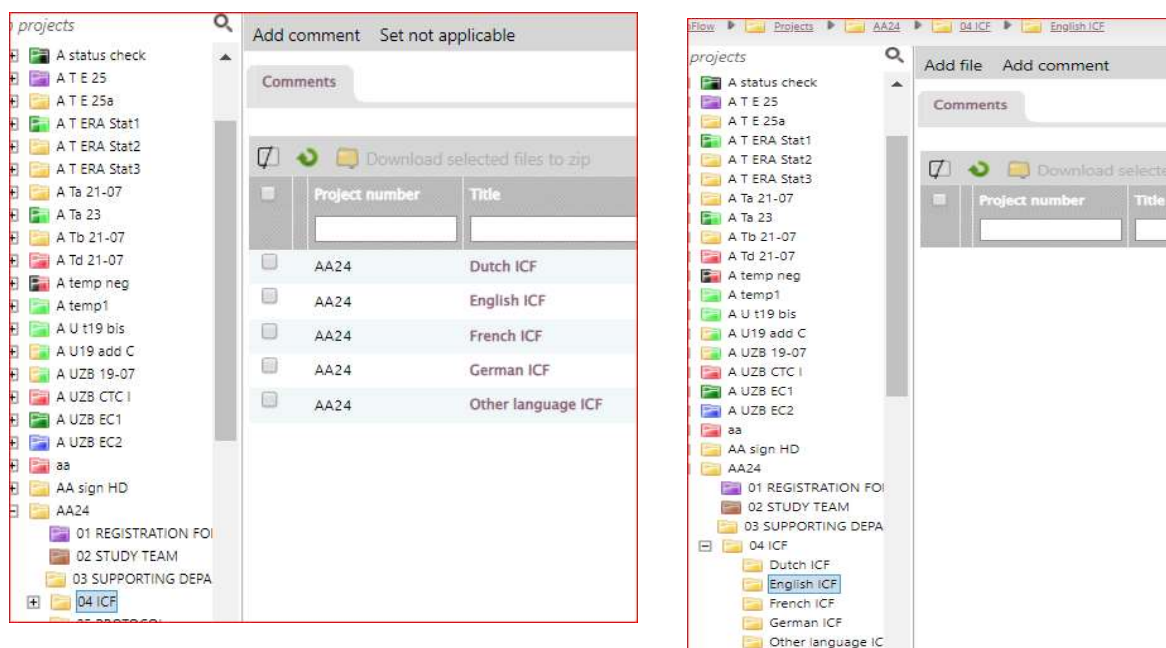 projects
A status check
A T E 25
A T E 25a
A T ERA Stat1
A T ERA Stat2
A T ERA Stat3
A Ta 21-07
A Ta 23
A Tb 21-07
A Td 21-07
A temp neg
A temp1
A U t19 bis
A U19 add C
A UZB 19-07
A UZB CTC I
A UZB EC1
A UZB EC2
aa
AA sign HD
AA24
01 REGISTRATION FO
02 STUDY TEAM
03 SUPPORTING DEPA
04 ICF
05 PROTOCOL
Add comment Set not applicable
Comments
Download selected files to zip
Project number Title
AA24 Dutch ICF
AA24 English ICF
AA24 French ICF
AA24 German ICF
AA24 Other language ICF
Flow Projects AA24 04 ICF English ICF
projects
A status check
A T E 25
A T E 25a
A T ERA Stat1
A T ERA Stat2
A T ERA Stat3
A Ta 21-07
A Ta 23
A Tb 21-07
A Td 21-07
A temp neg
A temp1
A U t19 bis
A U19 add C
A UZB 19-07
A UZB CTC I
A UZB EC1
A UZB EC2
aa
AA sign HD
AA24
01 REGISTRATION FO
02 STUDY TEAM
03 SUPPORTING DEPA
04 ICF
Dutch ICF
English ICF
French ICF
German ICF
Other language IC
Add file Add comment
Comments
Download selecte
Project number Title